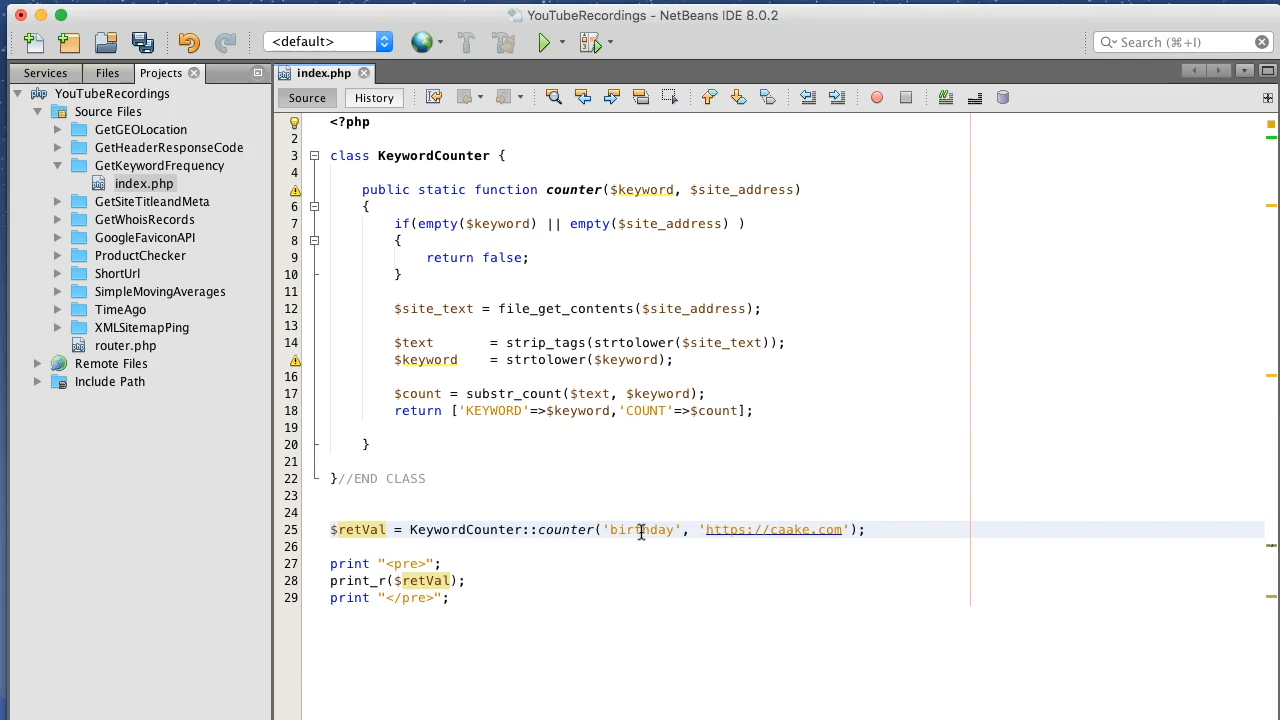 YouTubeRecordings - NetBeans IDE 8.0.2
<default>
Search (⌘+I)
Services Files Projects
index.php
Source History
YouTubeRecordings
Source Files
GetGEOLocation
GetHeaderResponseCode
GetKeywordFrequency
index.php
GetSiteTitleandMeta
GetWhoisRecords
GoogleFaviconAPI
ProductChecker
ShortUrl
SimpleMovingAverages
TimeAgo
XMLSitemapPing
router.php
Remote Files
Include Path
<?php
2
3 class KeywordCounter {
4
public static function counter($keyword, $site_address)
6 {
7 if(empty($keyword) || empty($site_address) )
8 {
9 return false;
10 }
11
12 $site_text = file_get_contents($site_address);
13
14 $text = strip_tags(strtolower($site_text));
$keyword = strtolower($keyword);
16
17 $count = substr_count($text, $keyword);
18 return ['KEYWORD'=>$keyword,'COUNT'=>$count];
19
20 }
21
22 }//END CLASS
23
24
25 $retVal = KeywordCounter::counter('birthday', 'https://caake.com');
26
27 print "<pre>";
28 print_r($retVal);
29 print "</pre>";